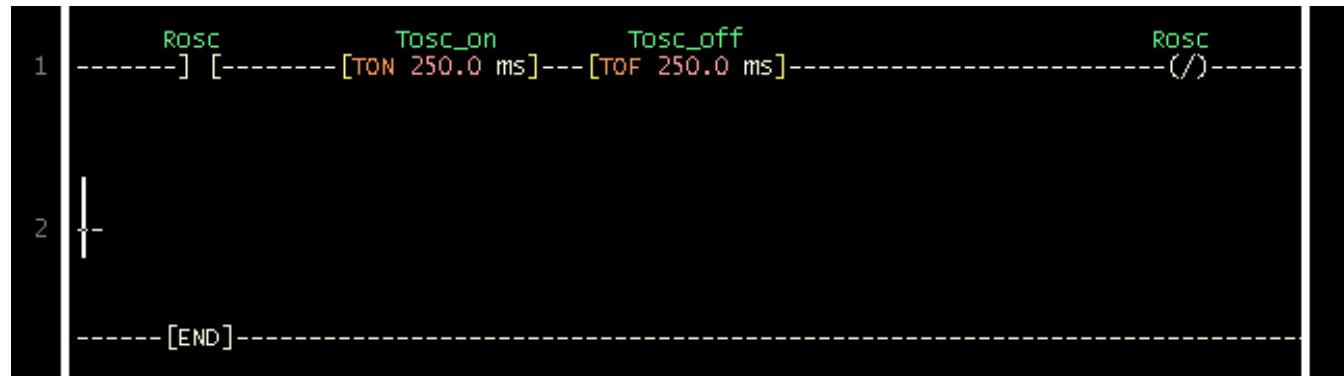 Rosc Tosc_on Tosc_off Rosc
1 -------] [--------[TON 250.0 ms]---[TOF 250.0 ms]--------------------------(/)------
2
------[END]------